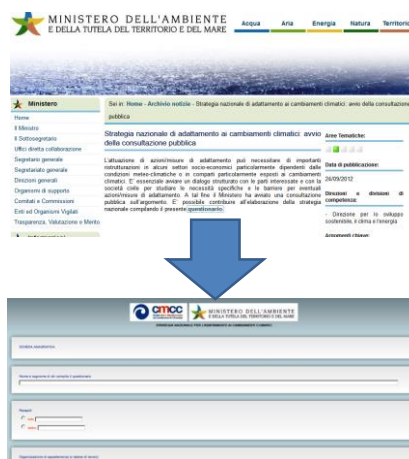 MINISTERO DELL'AMBIENTE
E DELLA TUTELA DEL TERRITORIO E DEL MARE
Acqua Aria Energia Natura Territorio
Ministero
Home
Il Ministro
Il Sottosegretario
Uffici diretta collaborazione
Segretario generale
Segretariato generale
Direzioni generali
Organismi di supporto
Comitati e Commissioni
Enti ed Organismi Vigilati
Trasparenza, Valutazione e Merito
Sei in: Home - Archivio notizie - Strategia nazionale di adattamento ai cambiamenti climatici: avvio della consultazione
pubblica
Strategia nazionale di adattamento ai cambiamenti climatici: avvio
della consultazione pubblica
L'attuazione di azioni/misure di adattamento può necessitare di importanti
ristrutturazioni in alcuni settori socio-economici particolarmente dipendenti dalle
condizioni meteo-climatiche o in comparti particolarmente esposti ai cambiamenti
climatici. E' essenziale avviare un dialogo strutturato con le parti interessate e con la
società civile per studiare le necessità specifiche e le barriere per eventuali
azioni/misure di adattamento. A tal fine il Ministero ha avviato una consultazione
pubblica sull'argomento. E' possibile contribuire all'elaborazione della strategia
nazionale compilando il presente questionario.
Aree Tematiche:
Data di pubblicazione:
26/09/2012
Direzioni e divisioni di
competenza:
- Direzione per lo sviluppo
sostenibile, il clima e l'energia
Argomenti chiave:
cmcc
MINISTERO DELL'AMBIENTE
E DELLA TUTELA DEL TERRITORIO E DEL MARE
STRATEGIA NAZIONALE PER L'ADATTAMENTO AI CAMBIAMENTI CLIMATICI
SCHEDA ANAGRAFICA